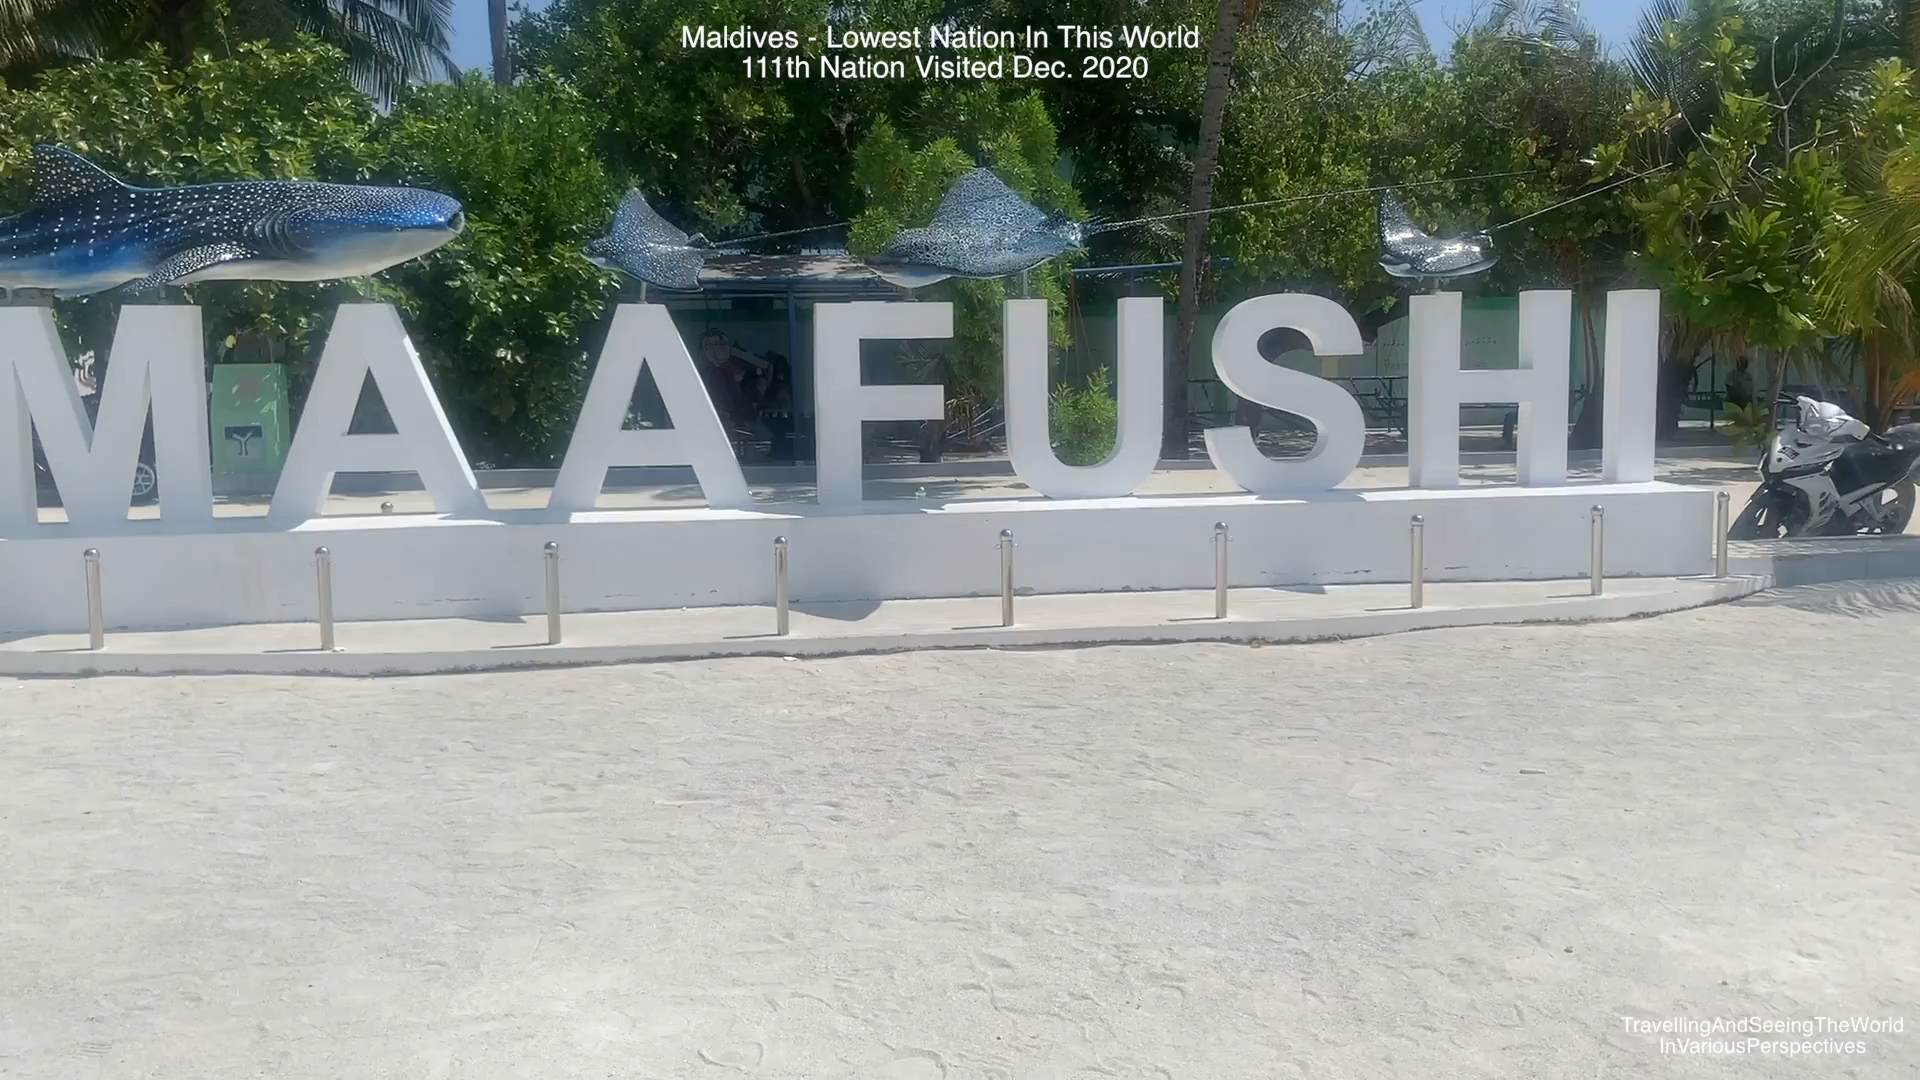 Maldives - Lowest Nation In This World
111th Nation Visited Dec. 2020
MAAFUSHI
TravellingAndSeeingTheWorld
InVariousPerspectives